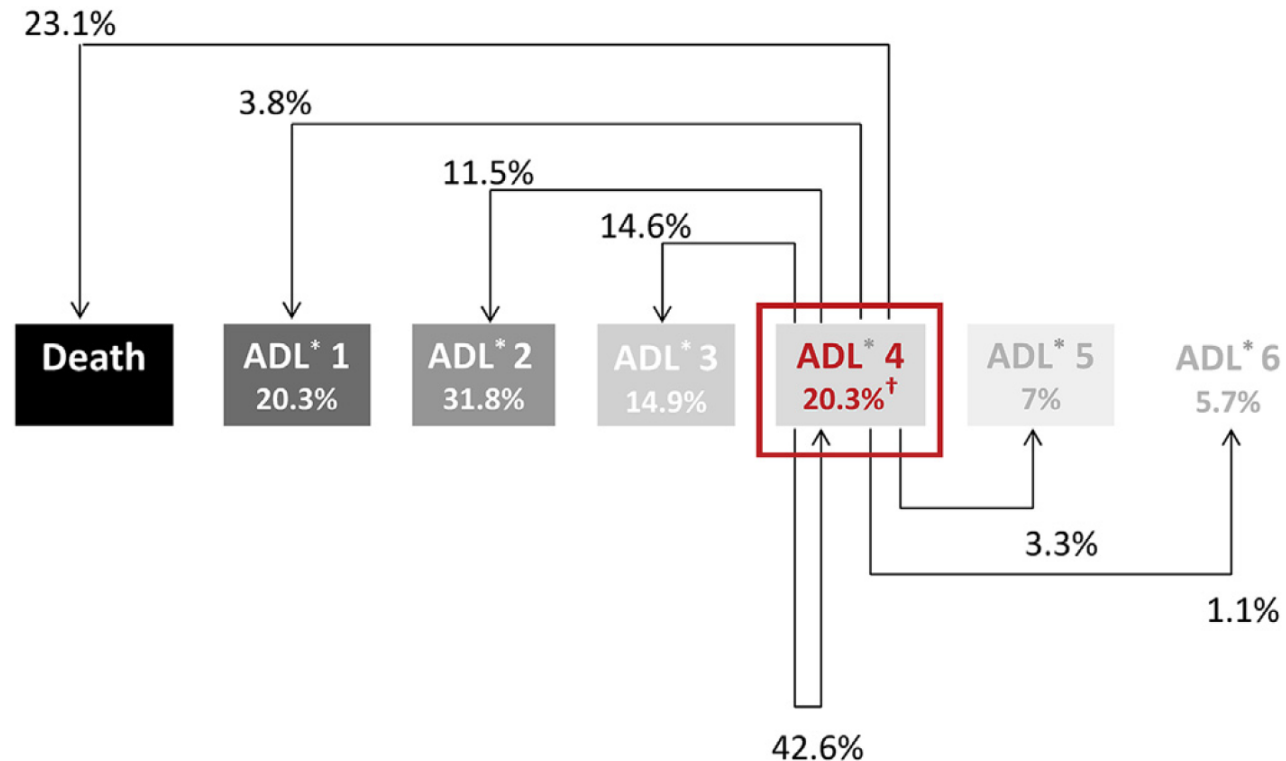 23.1%
3.8%
11.5%
14.6%
Death
ADL* 1
20.3%
ADL* 2
31.8%
ADL* 3
14.9%
ADL* 4
20.3%†
ADL* 5
7%
ADL* 6
5.7%
3.3%
1.1%
42.6%